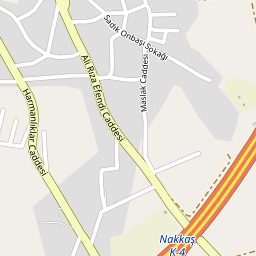 Sadık Onbaşı Sokağı
Maslak Caddesi
Ali Rıza Efendi Caddesi
Harmanlıklar Caddesi
Nakkaş
K-4